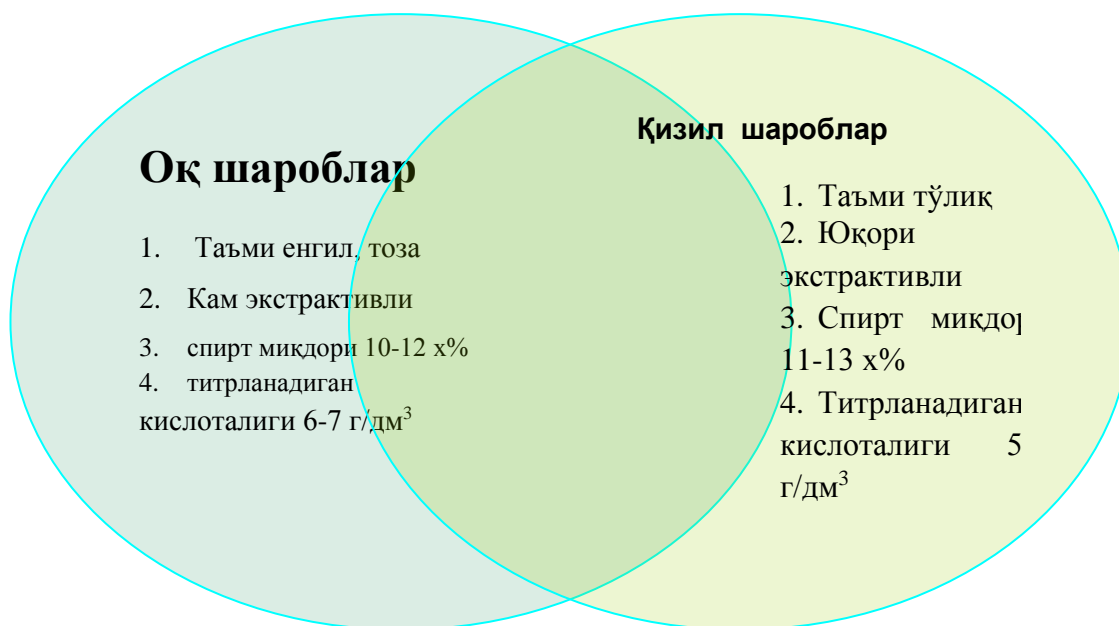 Оқ шароблар
1. Таъми енгил, тоза
2. Кам экстрактивли
3. спирт миқдори 10-12 х%
4. титрланадиган
кислоталиги 6-7 г/дм³
Қизил шароблар
1. Таъми тўлиқ
2. Юқори
экстрактивли
3. Спирт
11-13 х%
4. Титрланадиган
кислоталиги 5
г/дм³